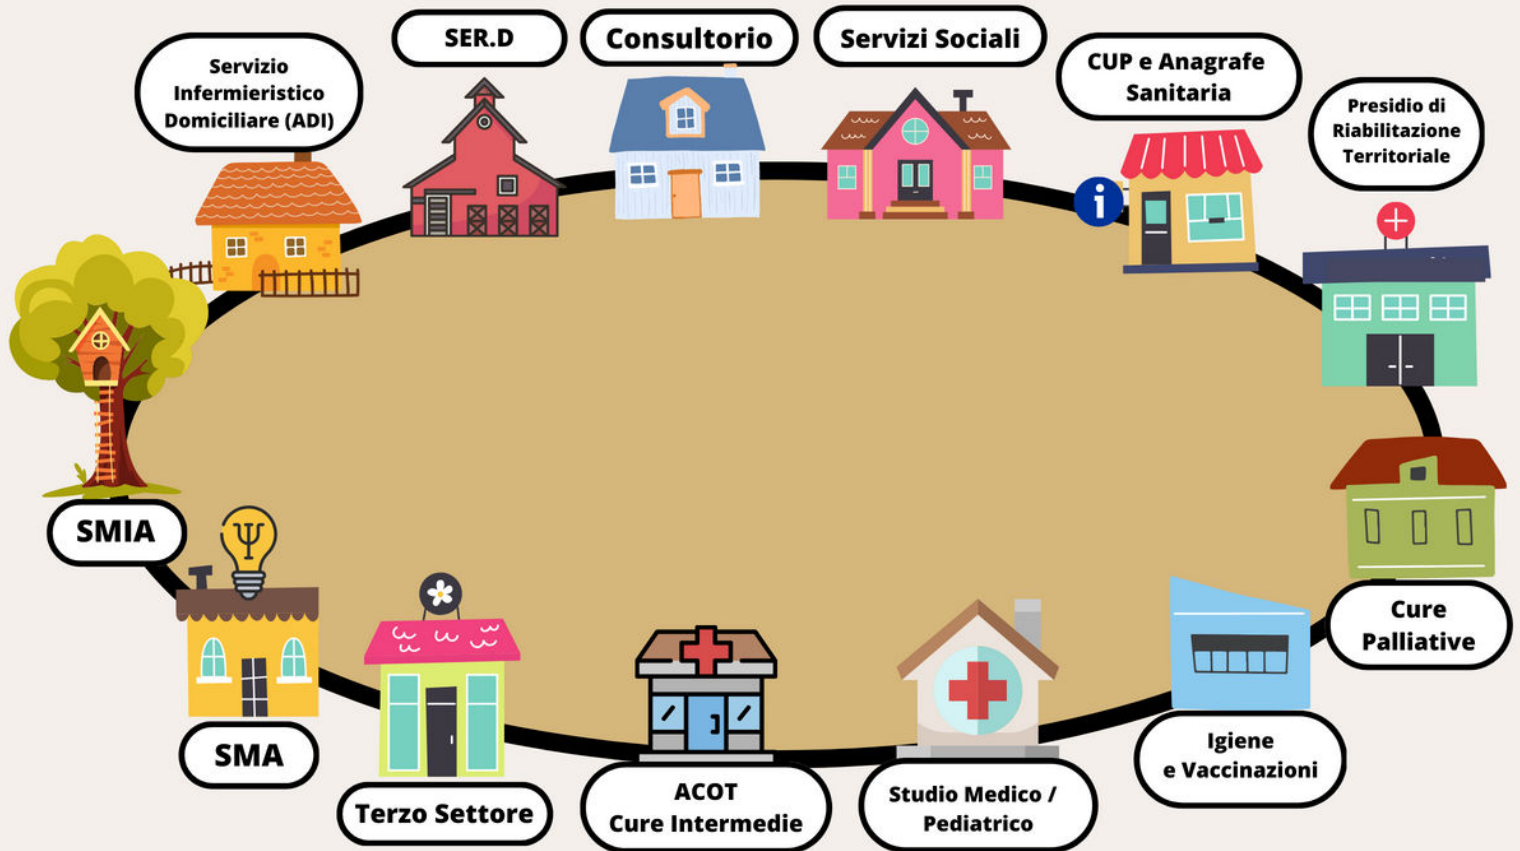 SER.D
Consultorio
Servizi Sociali
Servizio
Infermieristico
Domiciliare (ADI)
CUP e Anagrafe
Sanitaria
Presidio di
Riabilitazione
Territoriale
i
SMIA
Ψ
Cure
Palliative
SMA
Igiene
e Vaccinazioni
Terzo Settore
ACOT
Cure Intermedie
Studio Medico /
Pediatrico